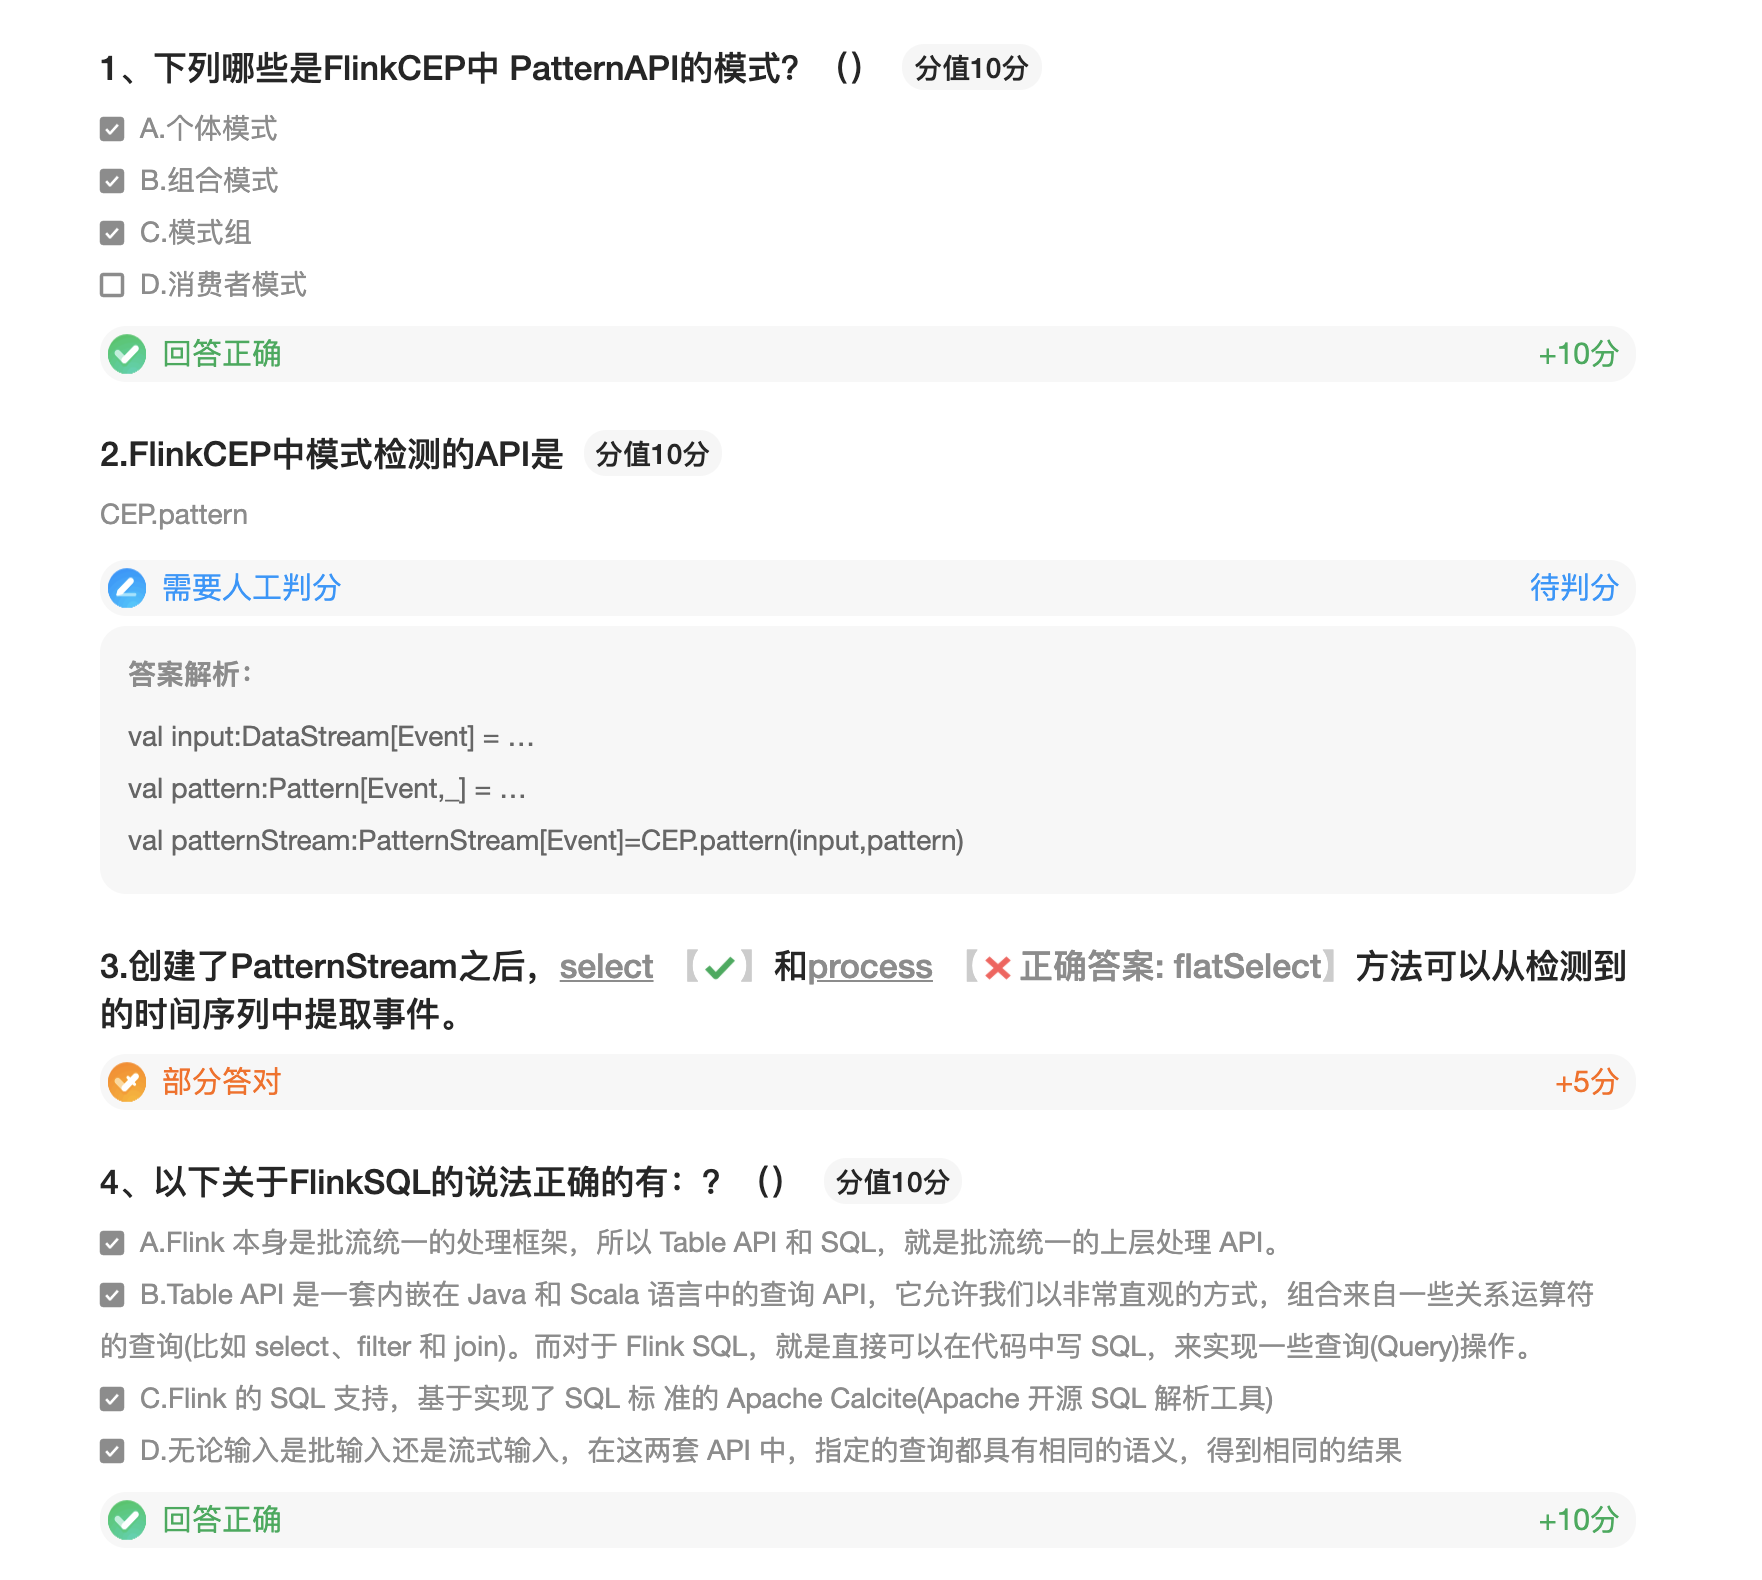 1、下列哪些是FlinkCEP中 PatternAPI的模式？（） 分值10分
A.个体模式
B.组合模式
C.模式组
D.消费者模式
回答正确 +10分
2.FlinkCEP中模式检测的API是 分值10分
CEP.pattern
需要人工判分 待判分
答案解析：
val input:DataStream[Event] = …
val pattern:Pattern[Event,_] = …
val patternStream:PatternStream[Event]=CEP.pattern(input,pattern)
3.创建了PatternStream之后，select 【✔】 和process 【✖ 正确答案: flatSelect】 方法可以从检测到
的时间序列中提取事件。
部分答对 +5分
4、以下关于FlinkSQL的说法正确的有：？（） 分值10分
A.Flink 本身是批流统一的处理框架，所以 Table API 和 SQL，就是批流统一的上层处理 API。
B.Table API 是一套内嵌在 Java 和 Scala 语言中的查询 API，它允许我们以非常直观的方式，组合来自一些关系运算符
的查询(比如 select、filter 和 join)。而对于 Flink SQL，就是直接可以在代码中写 SQL，来实现一些查询(Query)操作。
C.Flink 的 SQL 支持，基于实现了 SQL 标 准的 Apache Calcite(Apache 开源 SQL 解析工具)
D.无论输入是批输入还是流式输入，在这两套 API 中，指定的查询都具有相同的语义，得到相同的结果
回答正确 +10分